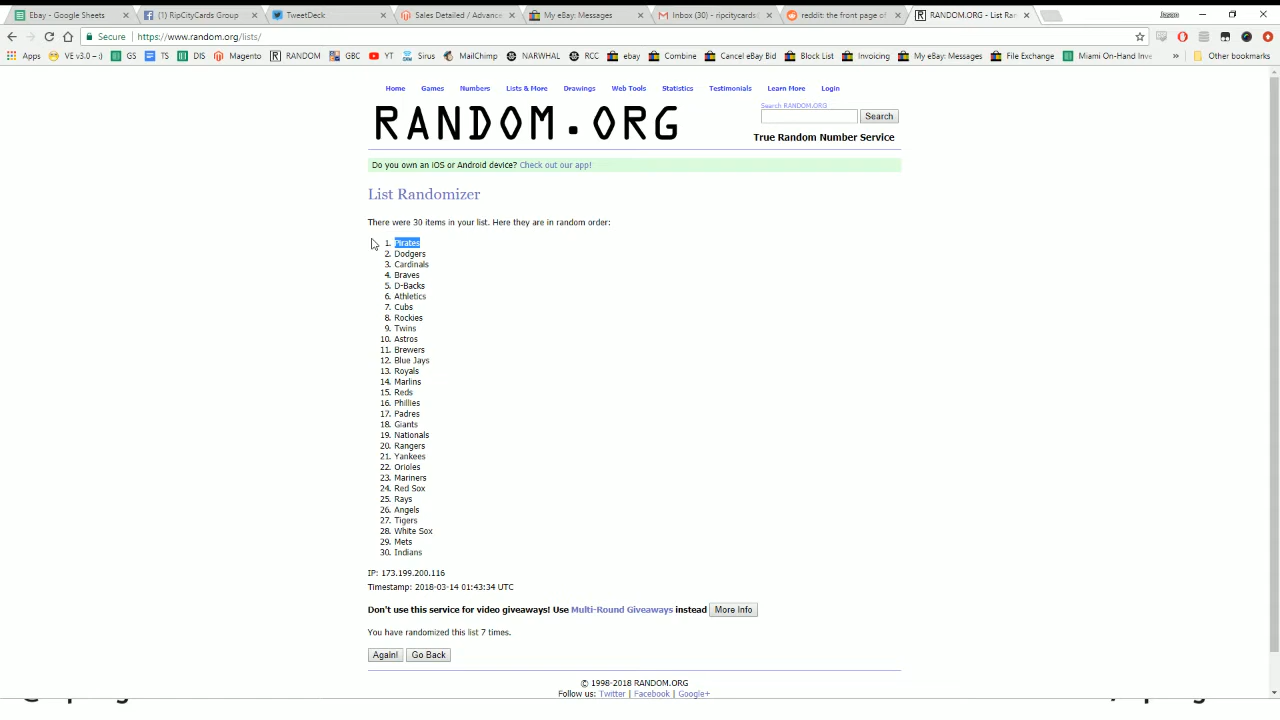 Ebay - Google Sheets
(1) RipCityCards Group
TweetDeck
Sales Detailed / Advance
My eBay: Messages
Inbox (30) - ripcitycards
reddit: the front page of
RANDOM.ORG - List Ra
Secure
https://www.random.org/lists/
Apps VE v3.0 - :) GS TS DIS Magento RANDOM GBC YT Sirus MailChimp NARWHAL RCC ebay Combine Cancel eBay Bid Block List Invoicing My eBay: Messages File Exchange Miami On-Hand Inve » Other bookmarks
Home Games Numbers Lists & More Drawings Web Tools Statistics Testimonials Learn More Login
RANDOM.ORG
Search RANDOM.ORG
Search
True Random Number Service
Do you own an iOS or Android device? Check out our app!
List Randomizer
There were 30 items in your list. Here they are in random order:
1. Pirates
2. Dodgers
3. Cardinals
4. Braves
5. D-Backs
6. Athletics
7. Cubs
8. Rockies
9. Twins
10. Astros
11. Brewers
12. Blue Jays
13. Royals
14. Marlins
15. Reds
16. Phillies
17. Padres
18. Giants
19. Nationals
20. Rangers
21. Yankees
22. Orioles
23. Mariners
24. Red Sox
25. Rays
26. Angels
27. Tigers
28. White Sox
29. Mets
30. Indians
IP: 173.199.200.116
Timestamp: 2018-03-14 01:43:34 UTC
Don't use this service for video giveaways! Use Multi-Round Giveaways instead More Info
You have randomized this list 7 times.
Again! Go Back
© 1998-2018 RANDOM.ORG
Follow us: Twitter | Facebook | Google+